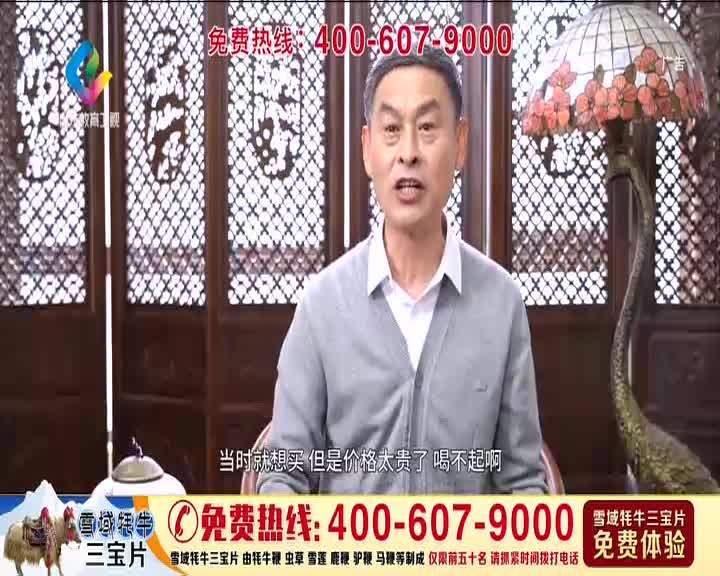 免费热线：400-607-9000
广告
教育卫视
当时就想买 但是价格太贵了 喝不起啊
雪域牦牛
三宝片
免费热线：400-607-9000
雪域牦牛三宝片 由牦牛鞭 虫草 雪莲 鹿鞭 驴鞭 马鞭等制成 仅限前五十名 请抓紧时间拨打电话
雪域牦牛三宝片
免费体验